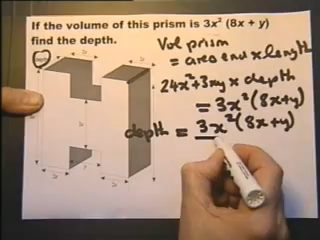 If the volume of this prism is 3x² (8x + y)
find the depth.
Vol prism
= area end x length
24x²+3xy x depth
= 3x²(8x+y)
depth = 3x²(8x+y)